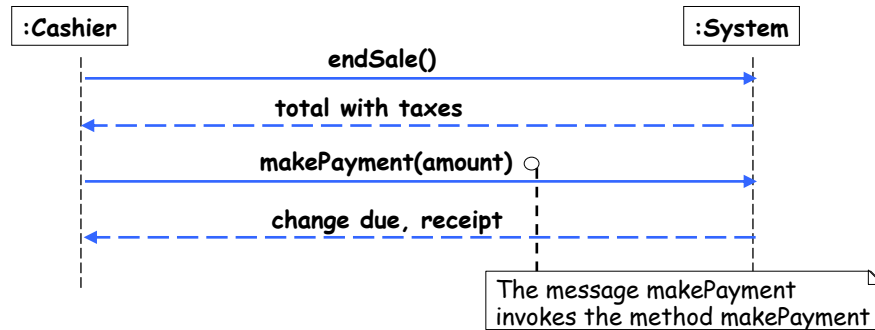 :Cashier
:System
endSale()
total with taxes
makePayment(amount)
change due, receipt
The message makePayment
invokes the method makePayment